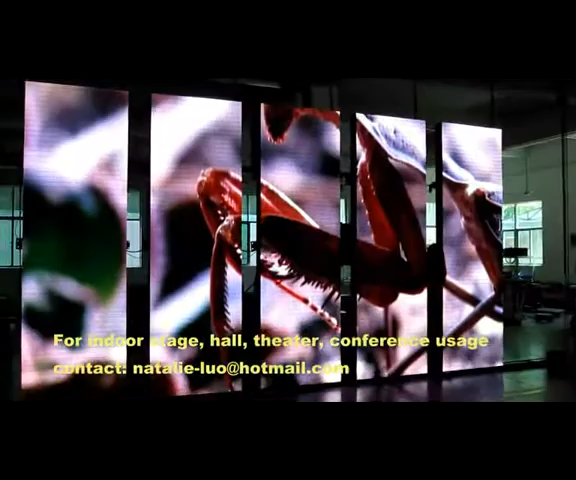 For indoor stage, hall, theater, conference usage
contact: natalie-luo@hotmail.com